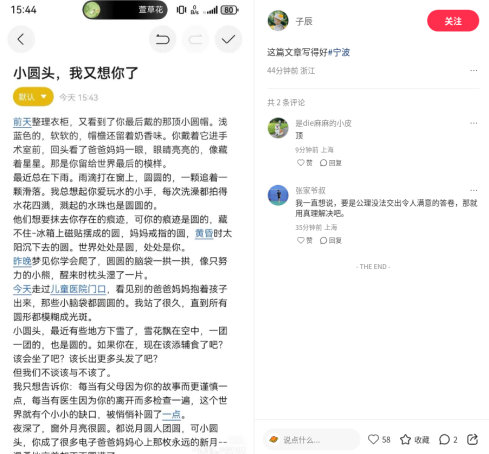 15:44
萱草花
80
小圆头，我又想你了
默认
今天 15:43
前天整理衣柜，又看到了你最后戴的那顶小圆帽。浅
蓝色的，软软的，帽檐还留着奶香味。你戴着它进手
术室前，回头看了爸爸妈妈一眼，眼睛亮亮的，像藏
着星星。那是你留给世界最后的模样。
最近总在下雨。雨滴打在窗上，圆圆的，一颗追着一
颗滑落。我总想起你爱玩水的小手，每次洗澡都拍得
水花四溅，溅起的水珠也是圆圆的。
他们想要抹去你存在的痕迹，可你的痕迹是圆的，藏
不住-冰箱上磁贴摆成的圆，妈妈戒指的圆，黄昏时太
阳沉下去的圆。世界处处是圆，处处是你。
昨晚梦见你学会爬了，圆圆的脑袋一拱一拱，像只努
力的小熊，醒来时枕头湿了一片。
今天走过儿童医院门口，看见别的爸爸妈妈抱着孩子
出来，那些小脑袋都圆圆的。我站了很久，直到所有
圆形都模糊成光斑。
小圆头，最近有些地方下雪了，雪花飘在空中，一团
一团的，也是圆的。如果你在，现在该添辅食了吧？
该会坐了吧？该长出更多头发了吧？
但我们不谈该与不该了。
我只想告诉你：每当有父母因为你的故事而更谨慎一
点，每当有医生因为你的离开而多检查一遍，这个世
界就有个小小的缺口，被悄悄补圆了一点。
夜深了，窗外月亮很圆。都说月圆人团圆，可小圆
头，你成了很多电子爸爸妈妈心上那枚永远的新月--
子辰
关注
这篇文章写得好#宁波
44分钟前 浙江
共 2 条评论
是die麻麻的小皮
顶
9分钟前 上海
赞 回复
张家爷叔
我一直想说，要是公理没法交出令人满意的答卷，那就
用真理解决吧。
35分钟前 上海
赞 回复
- THE END -
说点什么...
58
收藏
2